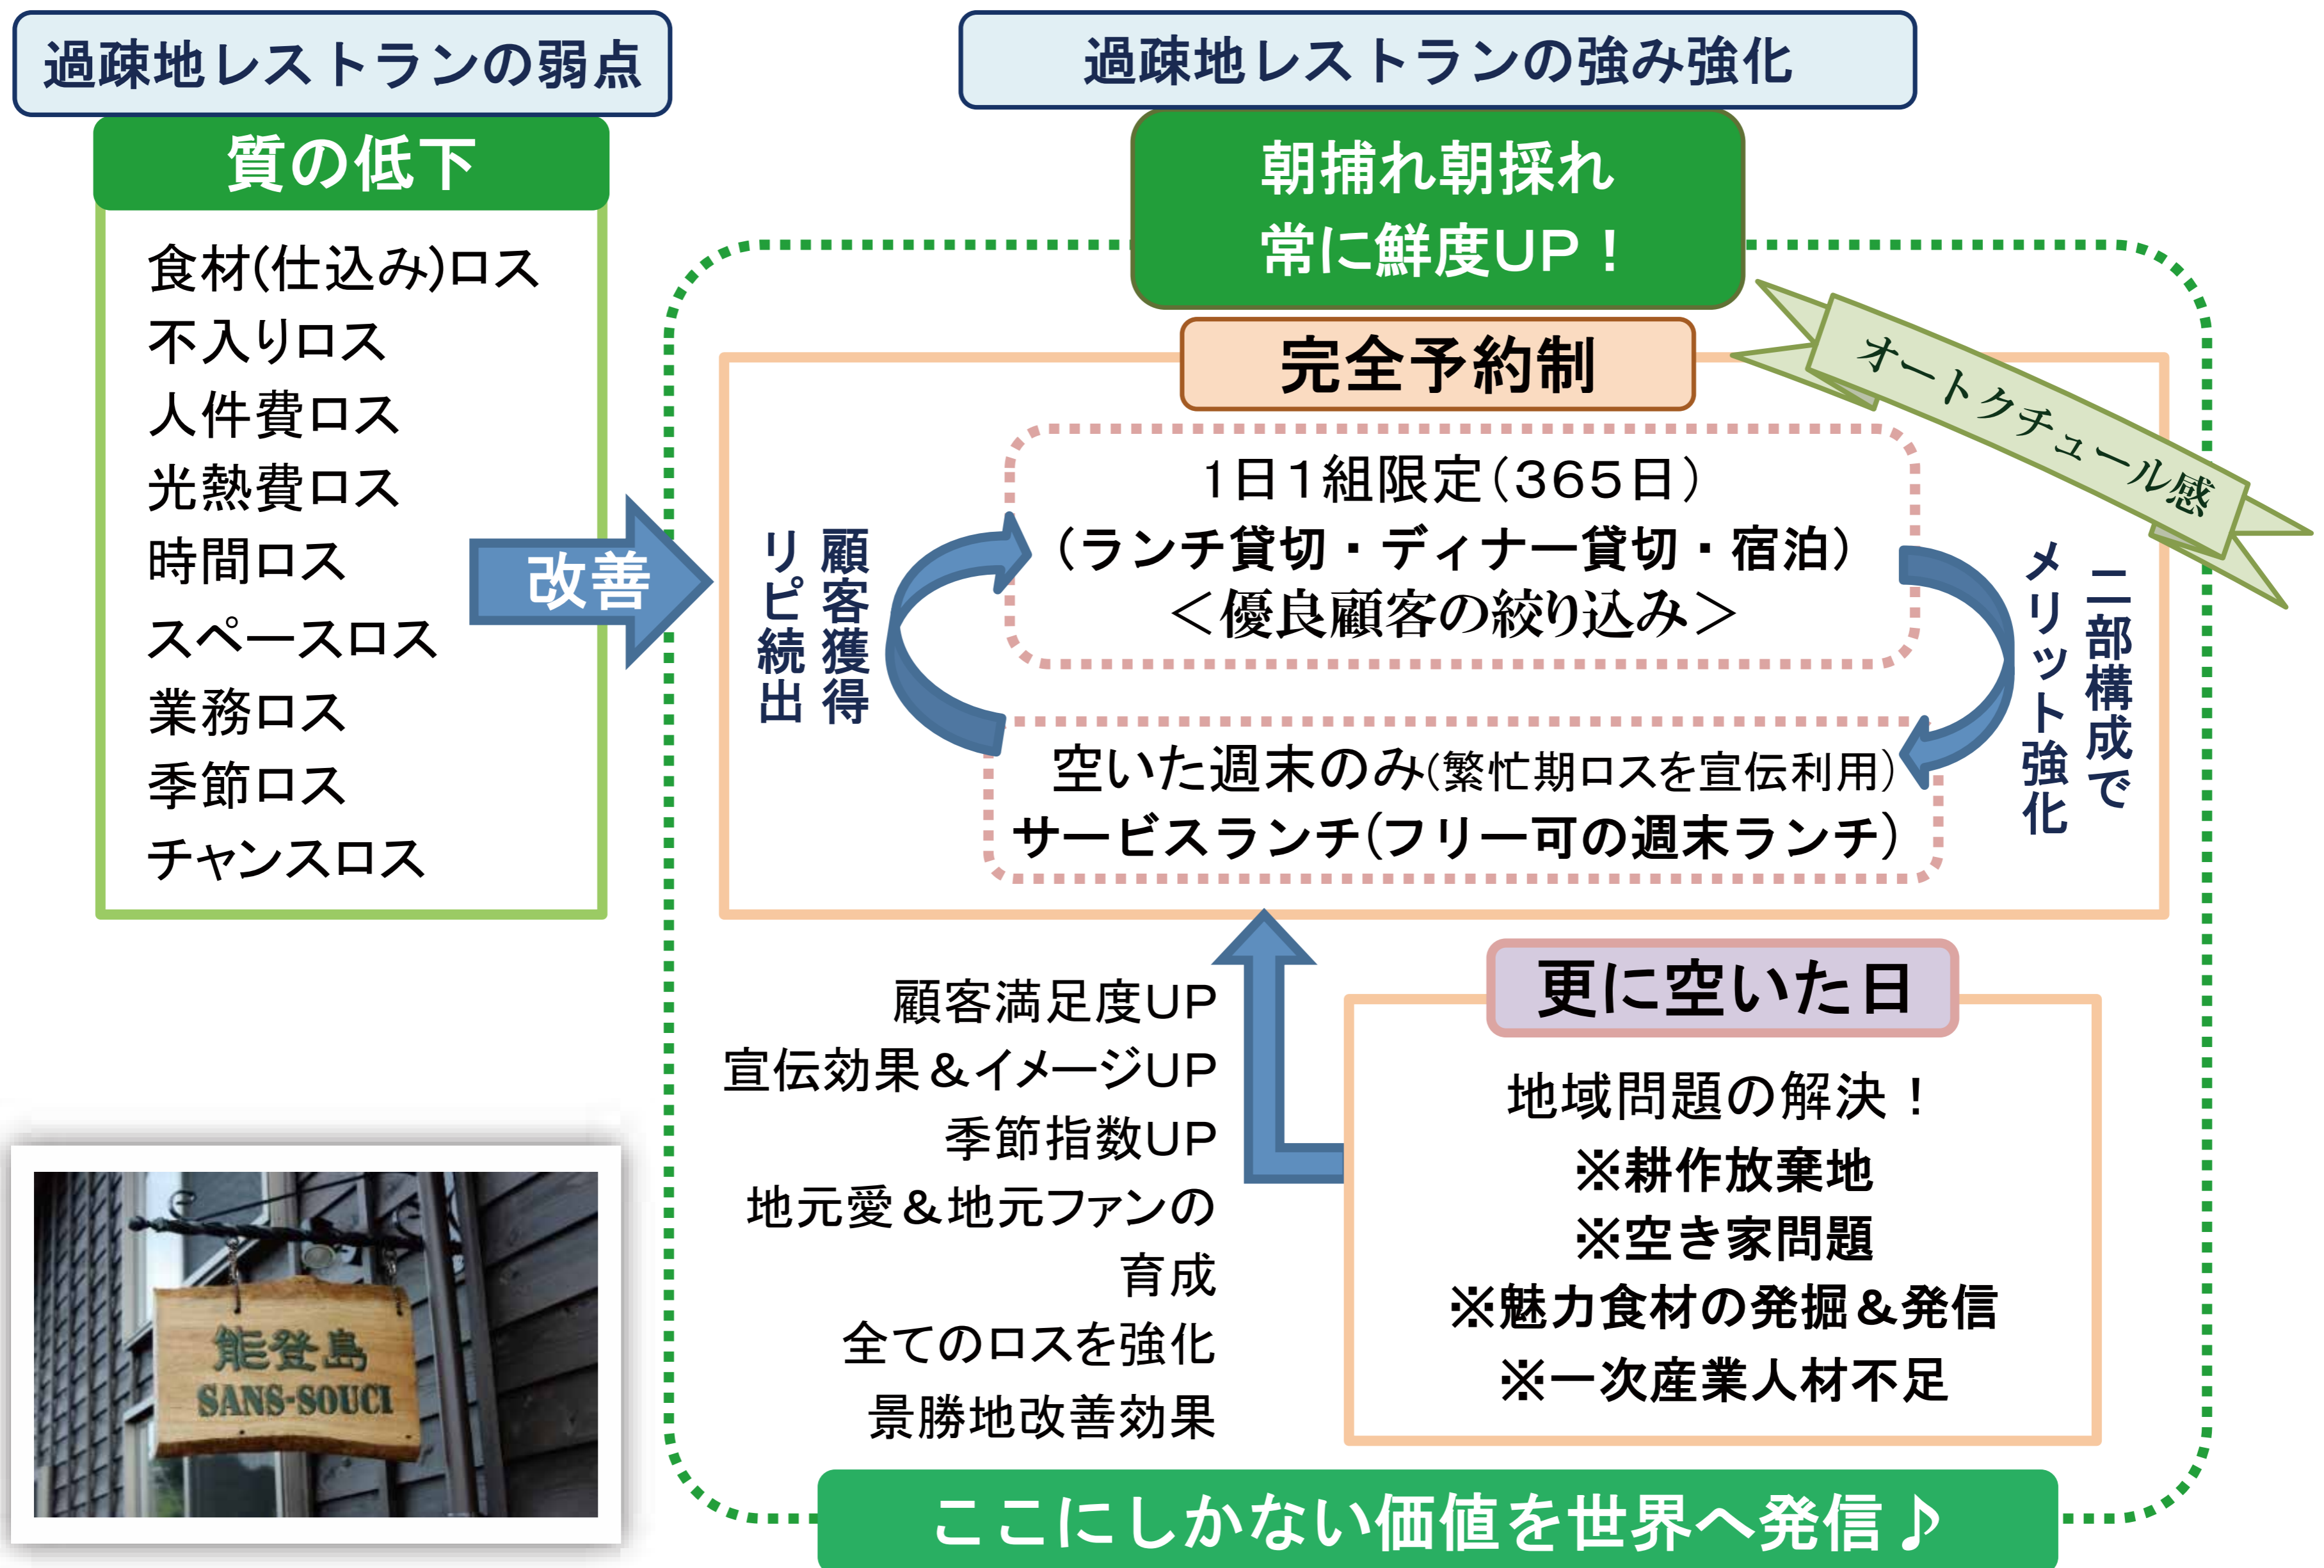 過疎地レストランの弱点
質の低下
食材(仕込み)ロス
不入りロス
人件費ロス
光熱費ロス
時間ロス
スペースロス
業務ロス
季節ロス
チャンスロス
改善
過疎地レストランの強み強化
朝捕れ朝採れ
常に鮮度UP！
完全予約制
オートクチュール感
1日1組限定（365日）
（ランチ貸切・ディナー貸切・宿泊）
＜優良顧客の絞り込み＞
顧客獲得
リピ続出
二部構成で
メリット強化
空いた週末のみ(繁忙期ロスを宣伝利用)
サービスランチ(フリー可の週末ランチ)
顧客満足度UP
宣伝効果＆イメージUP
季節指数UP
地元愛＆地元ファンの
育成
全てのロスを強化
景勝地改善効果
更に空いた日
地域問題の解決！
※耕作放棄地
※空き家問題
※魅力食材の発掘＆発信
※一次産業人材不足
能登島
SANS-SOUCI
ここにしかない価値を世界へ発信♪